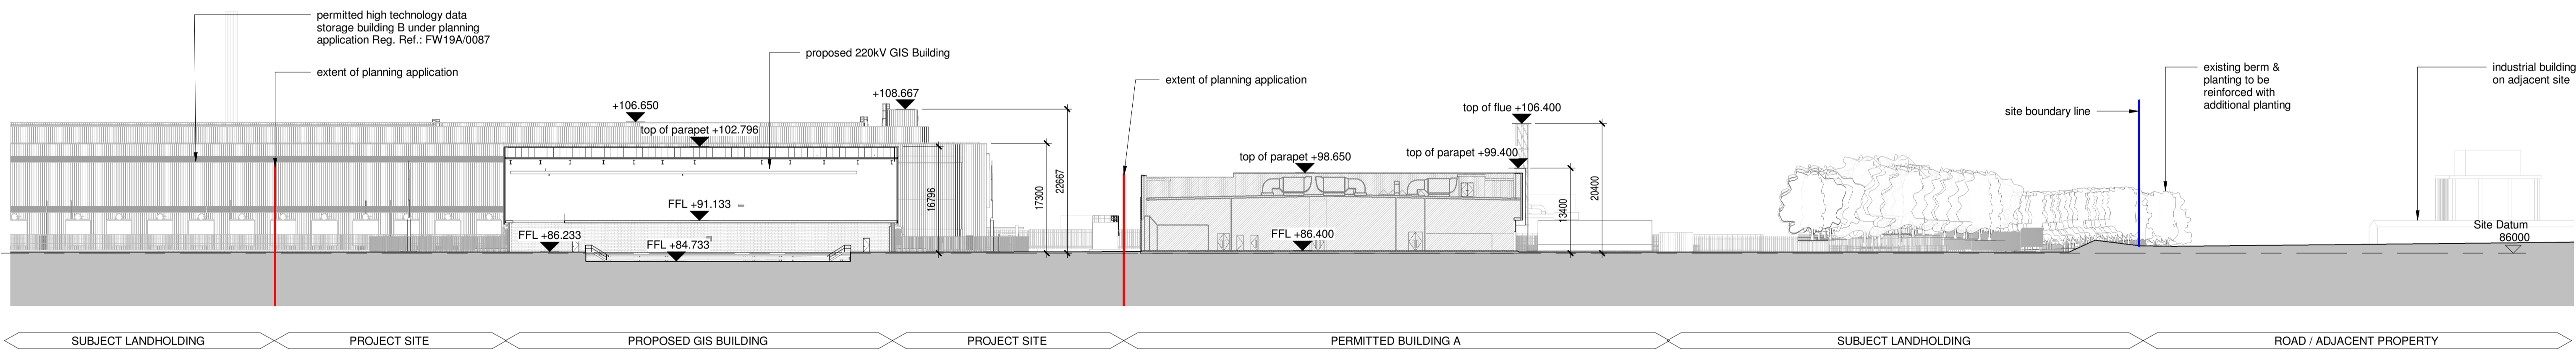 permitted high technology data
storage building B under planning
application Reg. Ref.: FW19A/0087
extent of planning application
proposed 220kV GIS Building
+106.650
top of parapet +102.796
+108.667
FFL +91.133
FFL +86.233
FFL +84.733
16796
17300
22667
extent of planning application
top of flue +106.400
top of parapet +98.650
top of parapet +99.400
FFL +86.400
13400
20400
site boundary line
existing berm &
planting to be
reinforced with
additional planting
industrial building
on adjacent site
Site Datum
86000
SUBJECT LANDHOLDING
PROJECT SITE
PROPOSED GIS BUILDING
PROJECT SITE
PERMITTED BUILDING A
SUBJECT LANDHOLDING
ROAD / ADJACENT PROPERTY